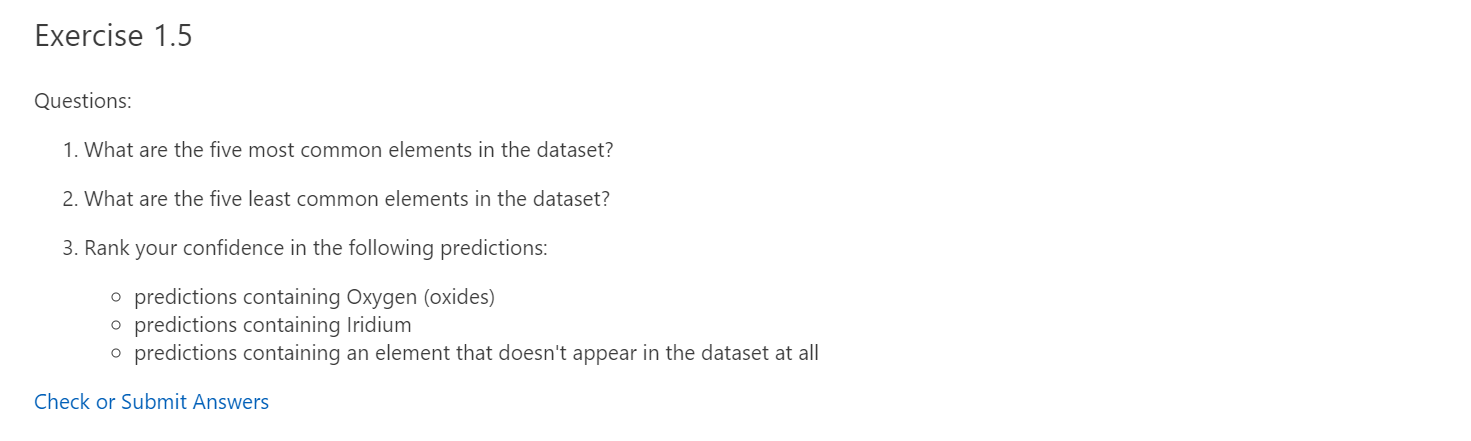 Exercise 1.5
Questions:
1. What are the five most common elements in the dataset?
2. What are the five least common elements in the dataset?
3. Rank your confidence in the following predictions:
○ predictions containing Oxygen (oxides)
○ predictions containing Iridium
○ predictions containing an element that doesn't appear in the dataset at all
Check or Submit Answers